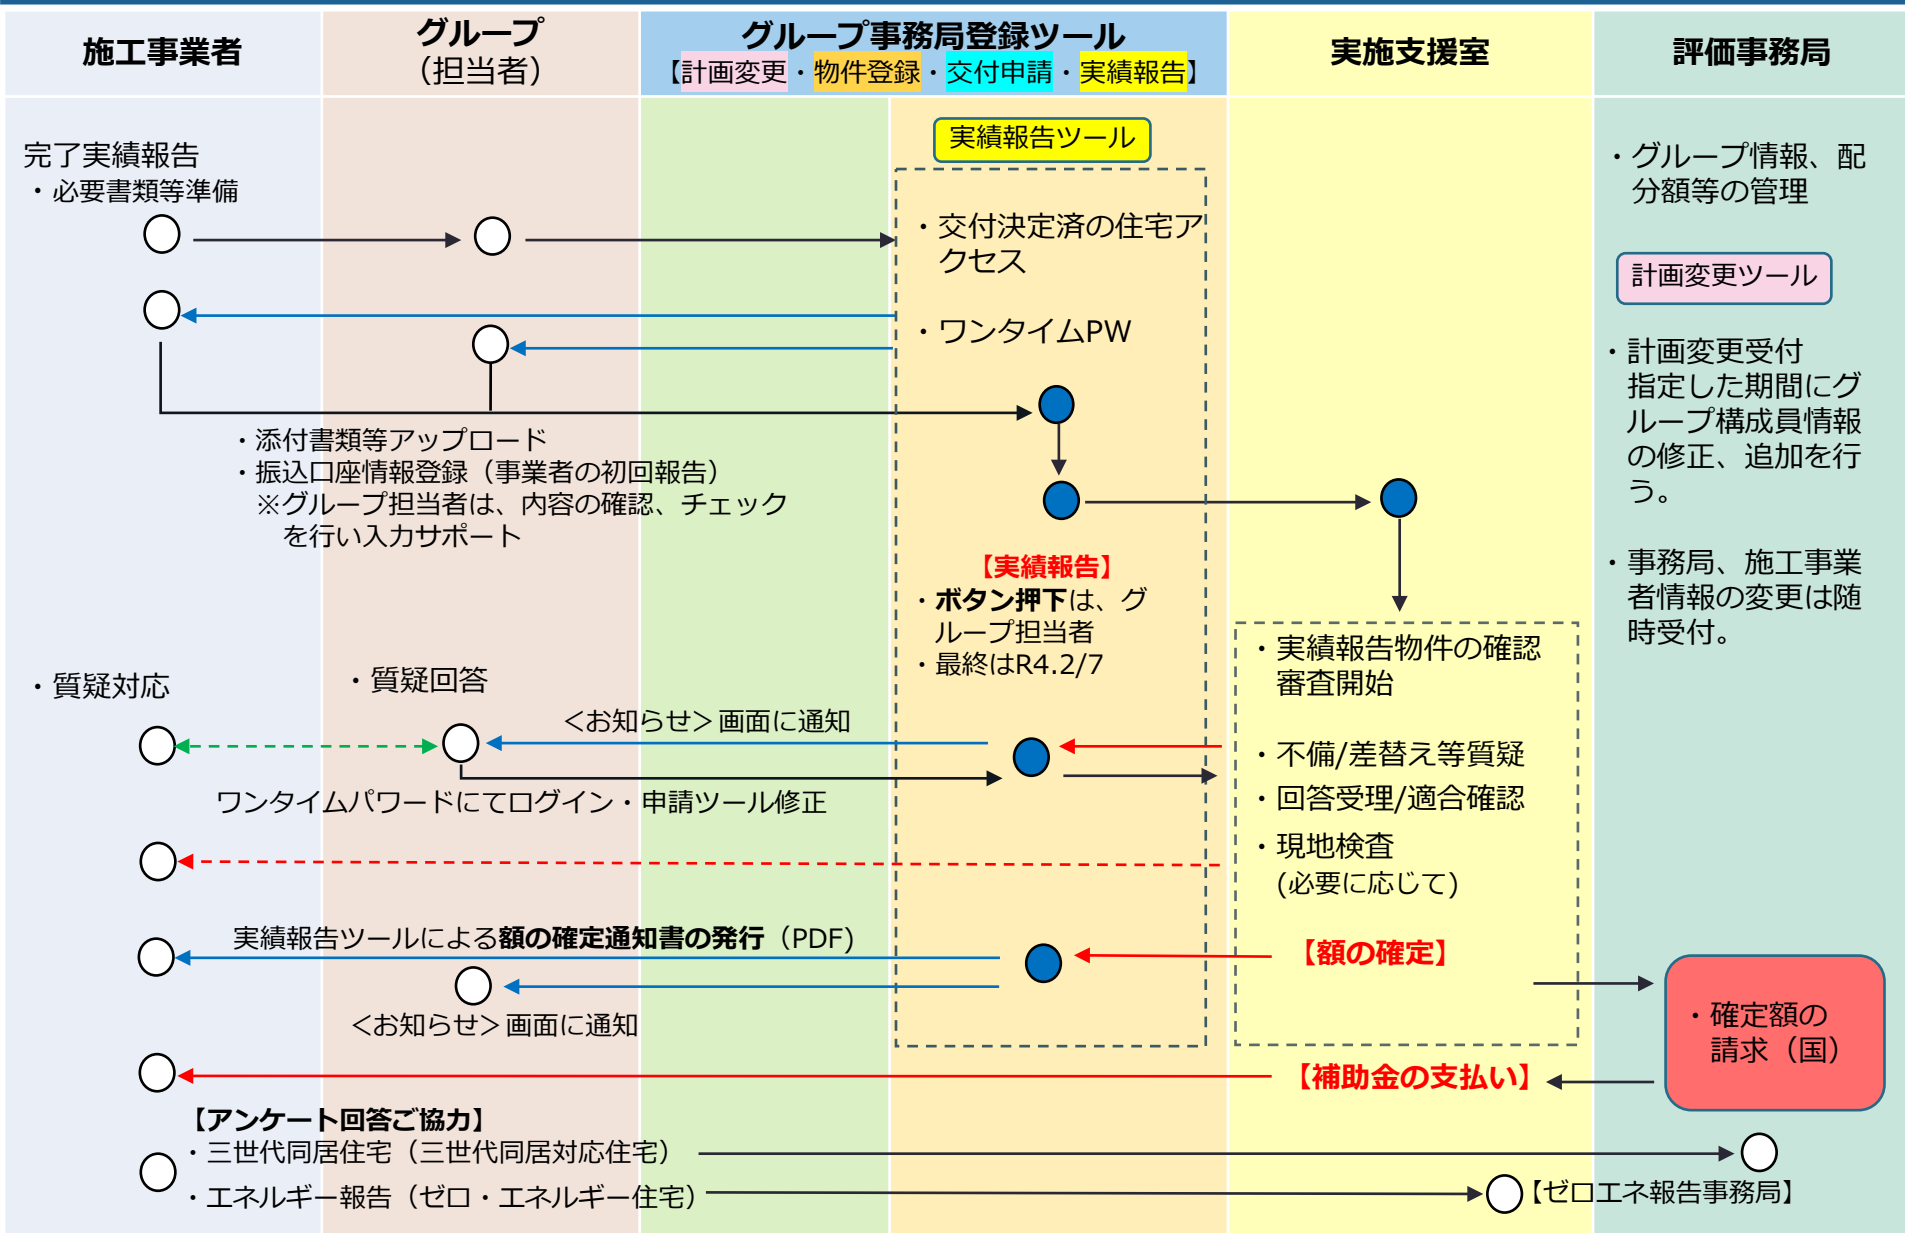 施工事業者
グループ
（担当者）
グループ事務局登録ツール
【計画変更・物件登録・交付申請・実績報告】
実施支援室
評価事務局
完了実績報告
・必要書類等準備
実績報告ツール
・交付決定済の住宅ア
クセス
・ワンタイムPW
・添付書類等アップロード
・振込口座情報登録（事業者の初回報告）
※グループ担当者は、内容の確認、チェック
を行い入力サポート
【実績報告】
・ボタン押下は、グ
ループ担当者
・最終はR4.2/7
・グループ情報、配
分額等の管理
計画変更ツール
・計画変更受付
指定した期間にグ
ループ構成員情報
の修正、追加を行
う。
・事務局、施工事業
者情報の変更は随
時受付。
・質疑対応
・質疑回答
＜お知らせ＞画面に通知
ワンタイムパワードにてログイン・申請ツール修正
・実績報告物件の確認
審査開始
・不備/差替え等質疑
・回答受理/適合確認
・現地検査
(必要に応じて)
実績報告ツールによる額の確定通知書の発行（PDF)
＜お知らせ＞画面に通知
【額の確定】
・確定額の
請求（国）
【補助金の支払い】
【アンケート回答ご協力】
・三世代同居住宅（三世代同居対応住宅）
・エネルギー報告（ゼロ・エネルギー住宅）
【ゼロエネ報告事務局】